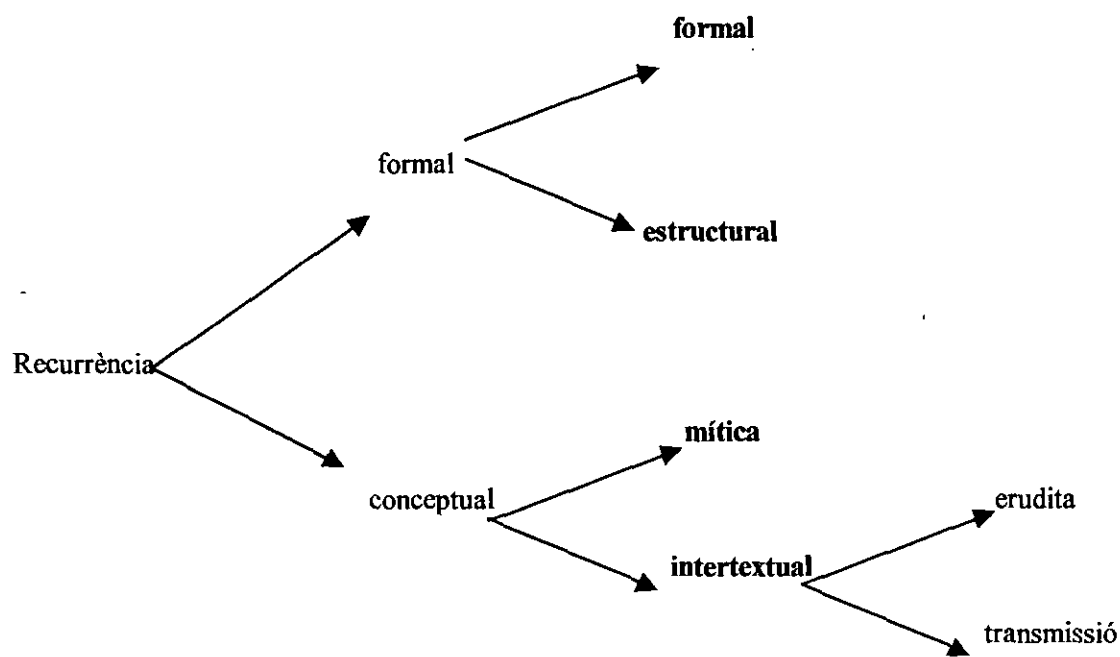 formal
formal
estructural
Recurrència
mítica
conceptual
erudita
intertextual
transmissió